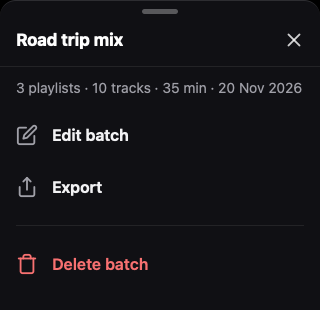 Road trip mix
3 playlists · 10 tracks · 35 min · 20 Nov 2026
Edit batch
Export
Delete batch